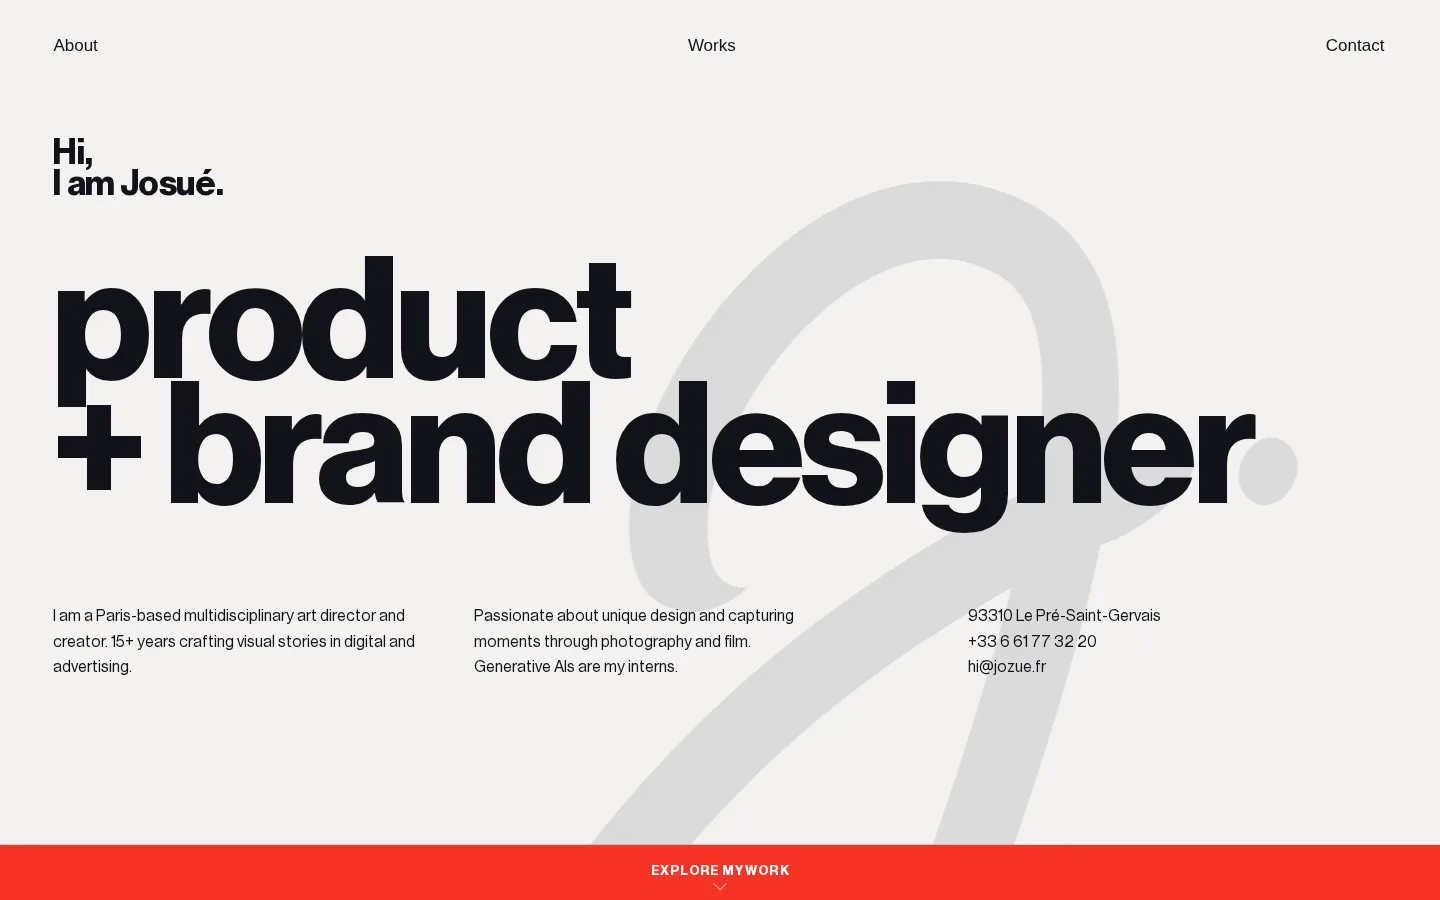 About
Works
Contact
Hi,
I am Josué.
product
+ brand designer.
I am a Paris-based multidisciplinary art director and
creator. 15+ years crafting visual stories in digital and
advertising.
Passionate about unique design and capturing
moments through photography and film.
Generative AIs are my interns.
93310 Le Pré-Saint-Gervais
+33 6 61 77 32 20
hi@jozue.fr
EXPLORE MY WORK